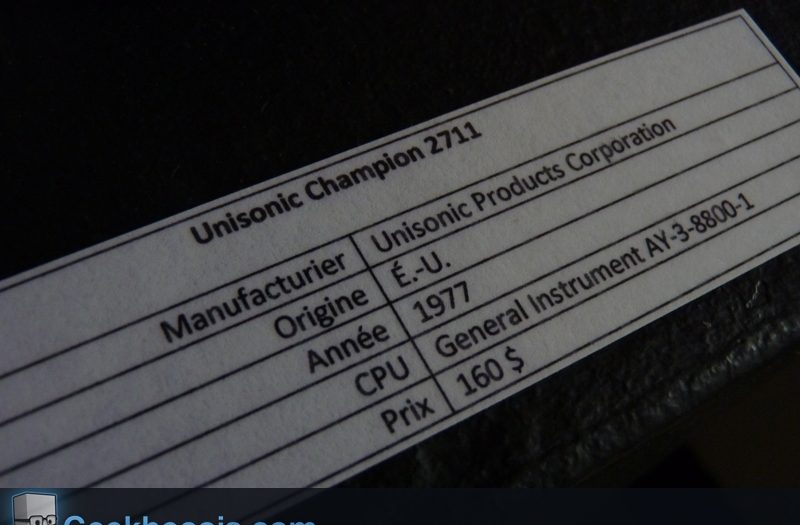 Unisonic Champion 2711
Manufacturier Unisonic Products Corporation
Origine É.-U.
Année 1977
CPU General Instrument AY-3-8800-1
Prix 160 $